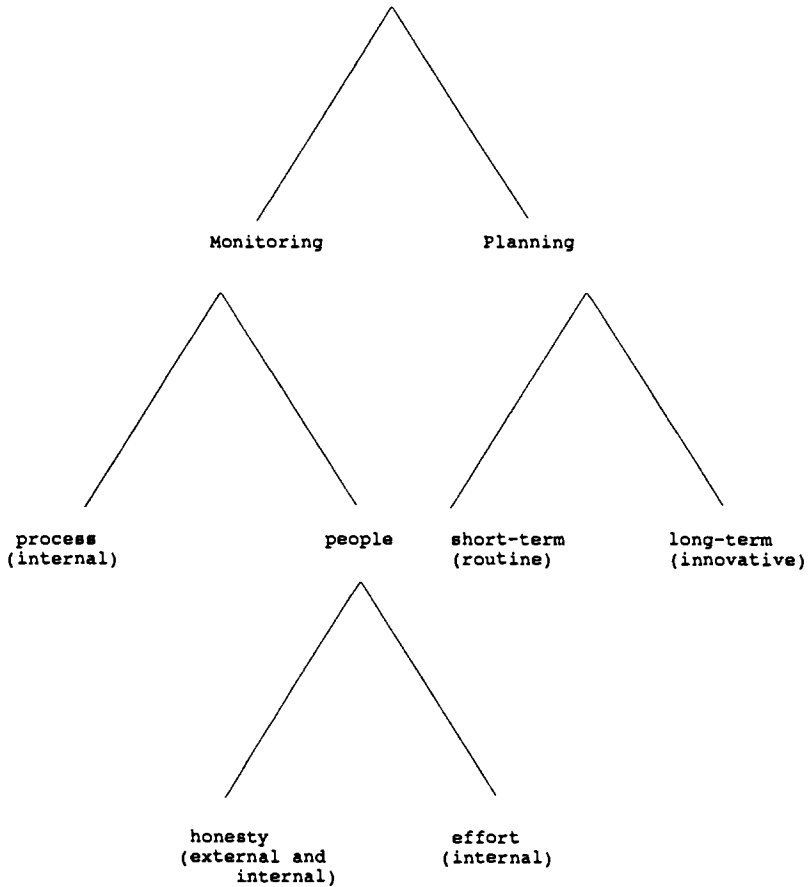 Monitoring Planning
process people short-term long-term
(internal) (routine) (innovative)
honesty effort
(external and (internal)
internal)